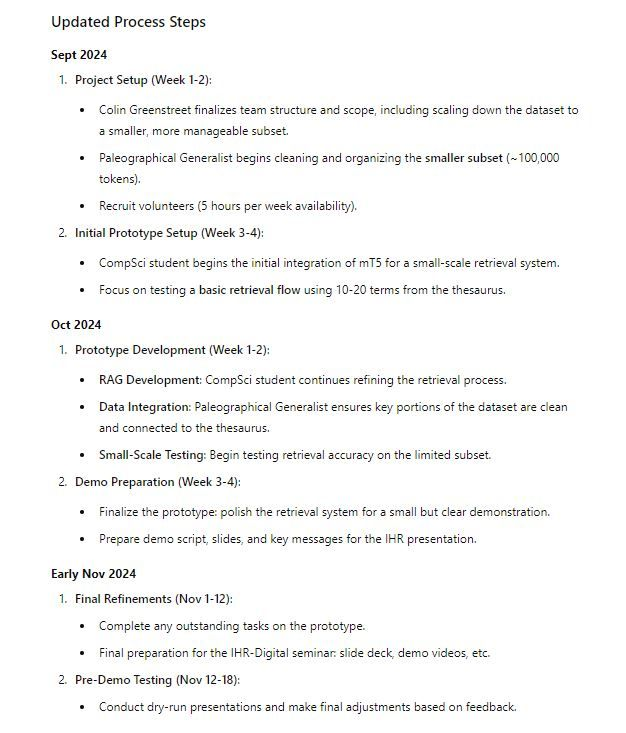 Updated Process Steps
Sept 2024
1. Project Setup (Week 1-2):
• Colin Greenstreet finalizes team structure and scope, including scaling down the dataset to
a smaller, more manageable subset.
• Paleographical Generalist begins cleaning and organizing the smaller subset (~100,000
tokens).
• Recruit volunteers (5 hours per week availability).
2. Initial Prototype Setup (Week 3-4):
• CompSci student begins the initial integration of mT5 for a small-scale retrieval system.
• Focus on testing a basic retrieval flow using 10-20 terms from the thesaurus.
Oct 2024
1. Prototype Development (Week 1-2):
• RAG Development: CompSci student continues refining the retrieval process.
• Data Integration: Paleographical Generalist ensures key portions of the dataset are clean
and connected to the thesaurus.
• Small-Scale Testing: Begin testing retrieval accuracy on the limited subset.
2. Demo Preparation (Week 3-4):
• Finalize the prototype: polish the retrieval system for a small but clear demonstration.
• Prepare demo script, slides, and key messages for the IHR presentation.
Early Nov 2024
1. Final Refinements (Nov 1-12):
• Complete any outstanding tasks on the prototype.
• Final preparation for the IHR-Digital seminar: slide deck, demo videos, etc.
2. Pre-Demo Testing (Nov 12-18):
• Conduct dry-run presentations and make final adjustments based on feedback.